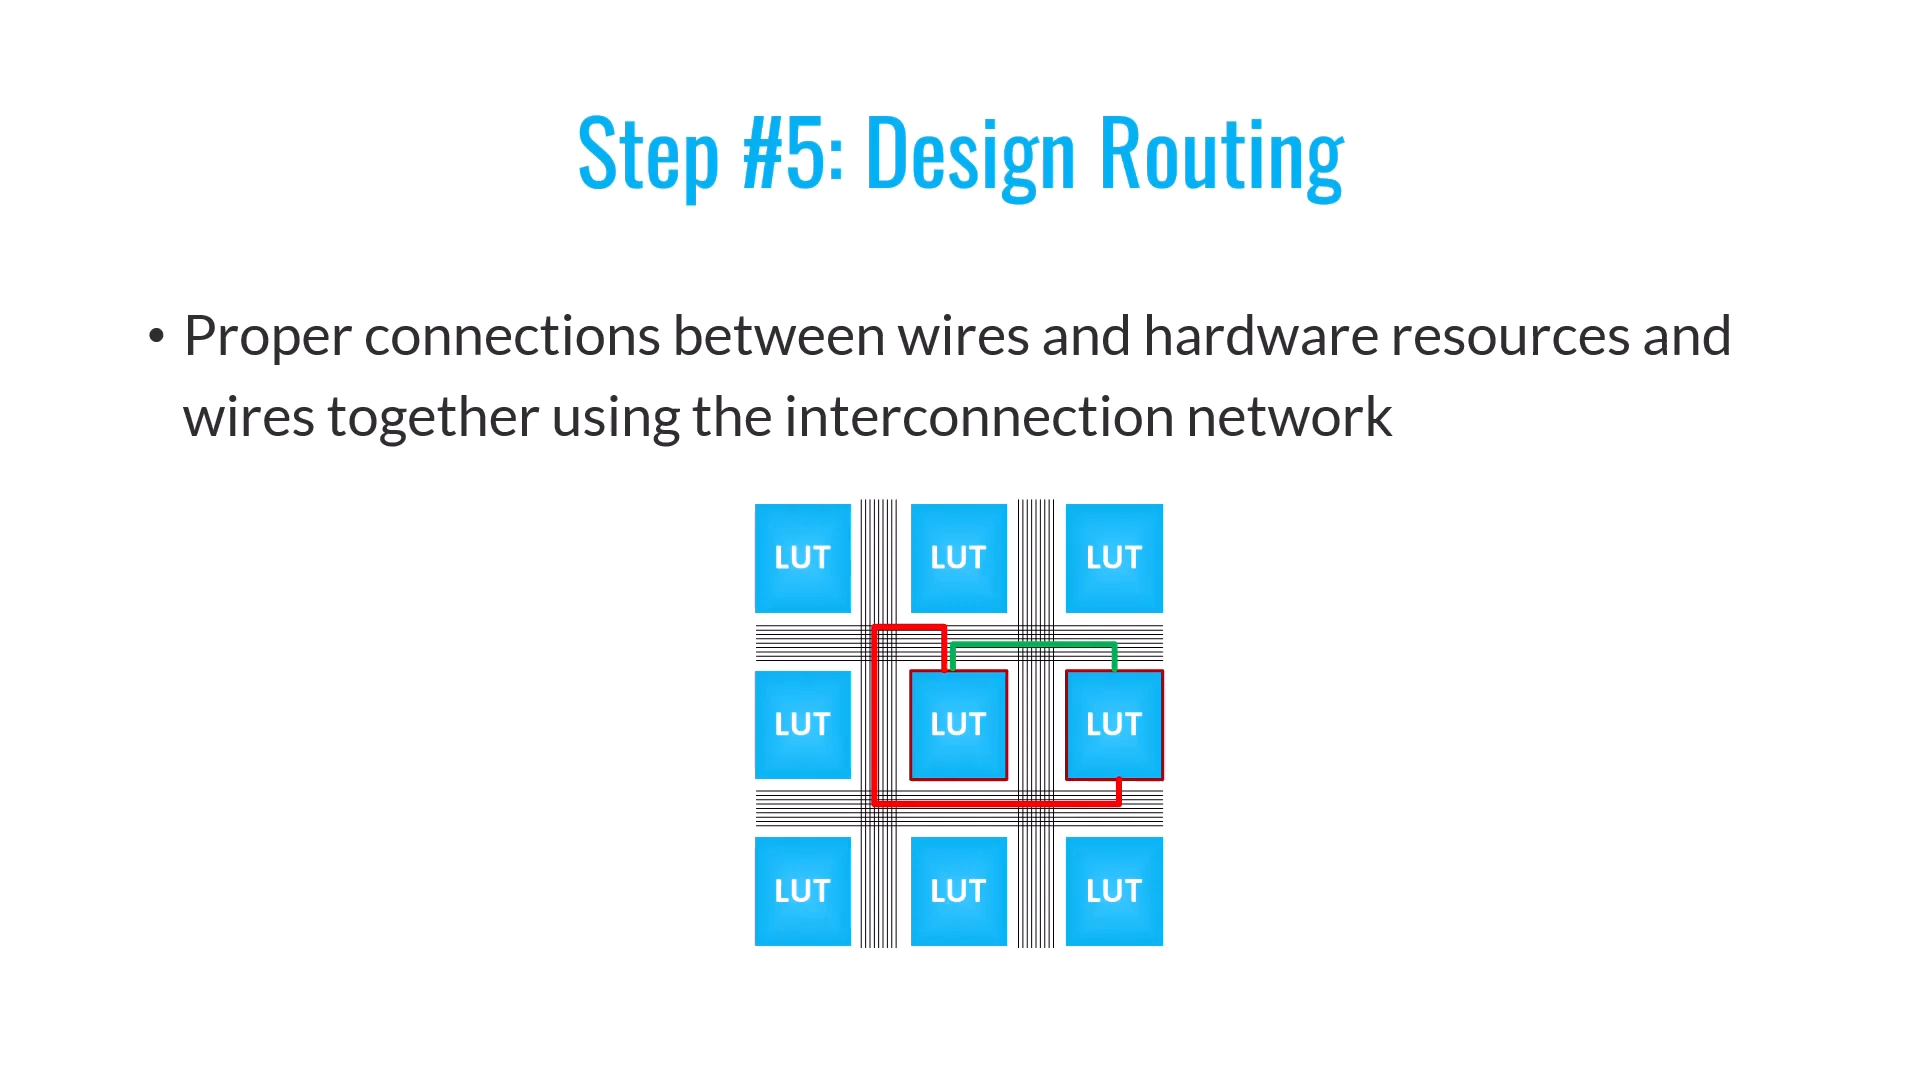 Step #5: Design Routing
• Proper connections between wires and hardware resources and
wires together using the interconnection network
LUT LUT LUT
LUT LUT LUT
LUT LUT LUT